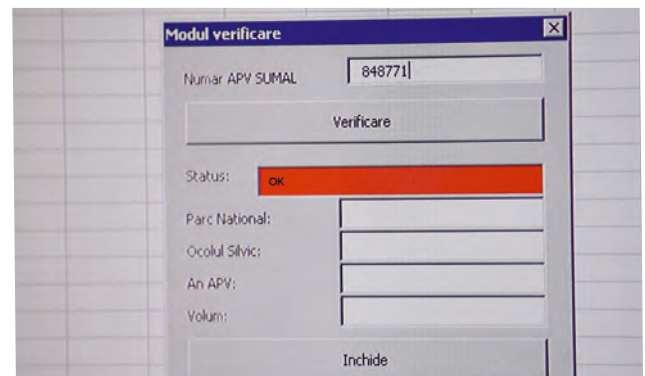 Modul verificare
Numar APV SUMAL 848771
Verificare
Status: OK
Parc National:
Ocolul Silvic:
An APV:
Volum:
Inchide